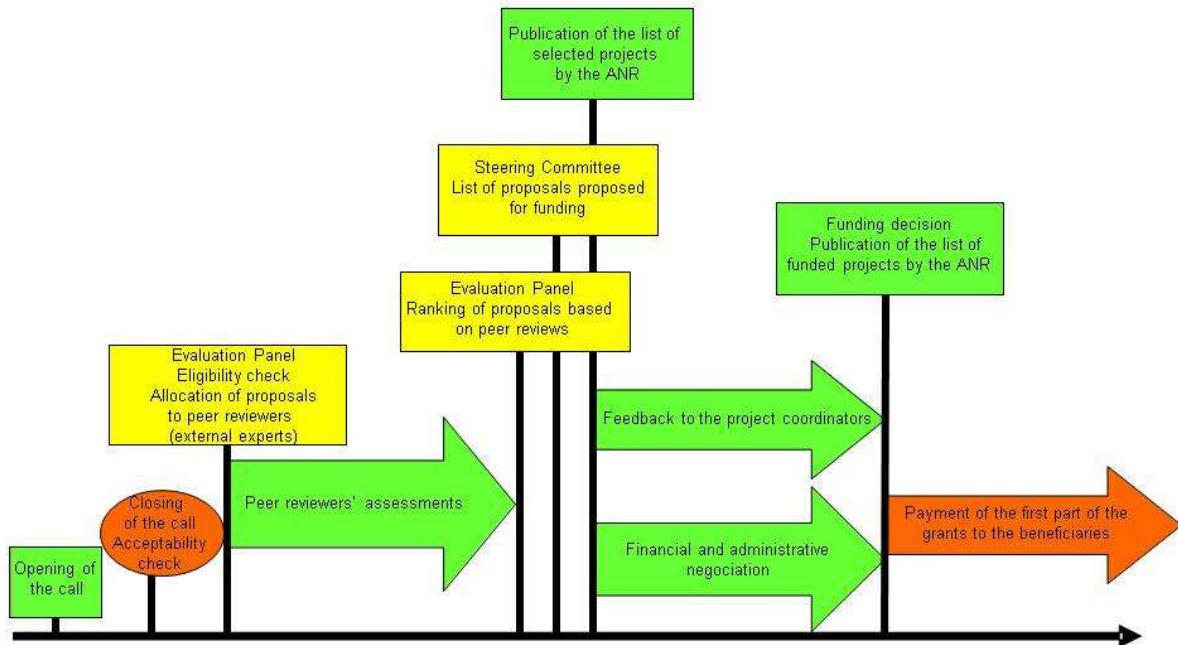 Publication of the list of
selected projects
by the ANR
Steering Committee
List of proposals proposed
for funding
Funding decision
Publication of the list of
funded projects by the ANR
Evaluation Panel
Ranking of proposals based
on peer reviews
Evaluation Panel
Eligibility check
Allocation of proposals
to peer reviewers
(external experts)
Feedback to the project coordinators
Peer reviewers' assessments
Closing
of the call
Acceptability
check
Payment of the first part of the
grants to the beneficiaries
Financial and administrative
negociation
Opening of
the call